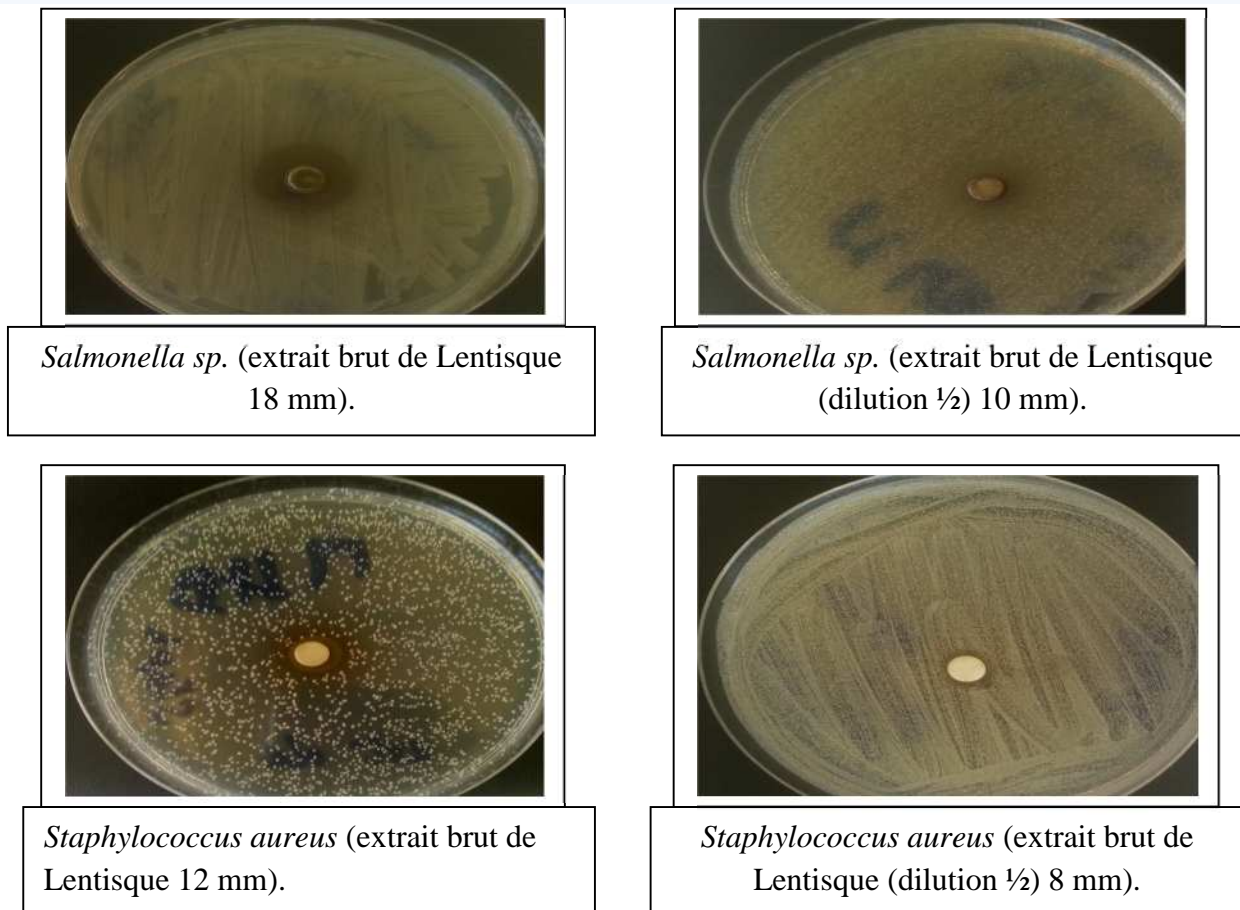 Salmonella sp. (extrait brut de Lentisque
18 mm).
Salmonella sp. (extrait brut de Lentisque
(dilution ½) 10 mm).
Staphylococcus aureus (extrait brut de
Lentisque 12 mm).
Staphylococcus aureus (extrait brut de
Lentisque (dilution ½) 8 mm).